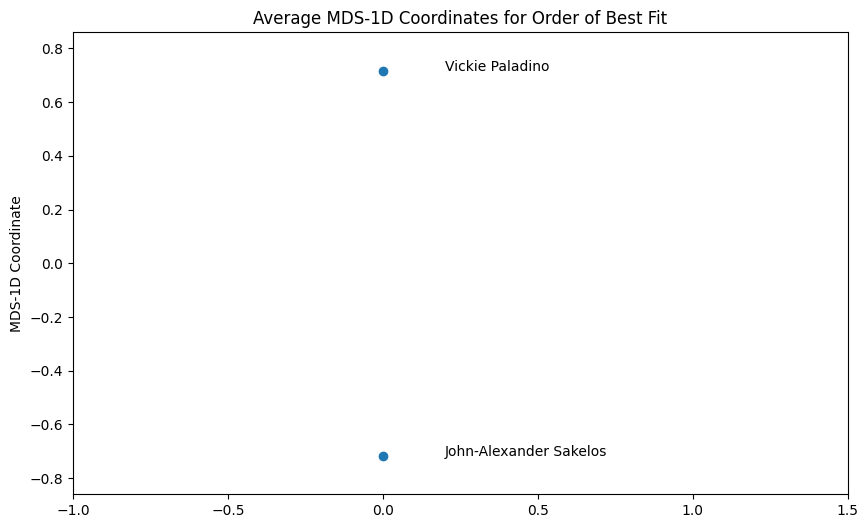 Average MDS-1D Coordinates for Order of Best Fit
0.8
Vickie Paladino
0.6
0.4
0.2
MDS-1D Coordinate
0.0
−0.2
−0.4
−0.6
John-Alexander Sakelos
−0.8
−1.0 −0.5 0.0 0.5 1.0 1.5